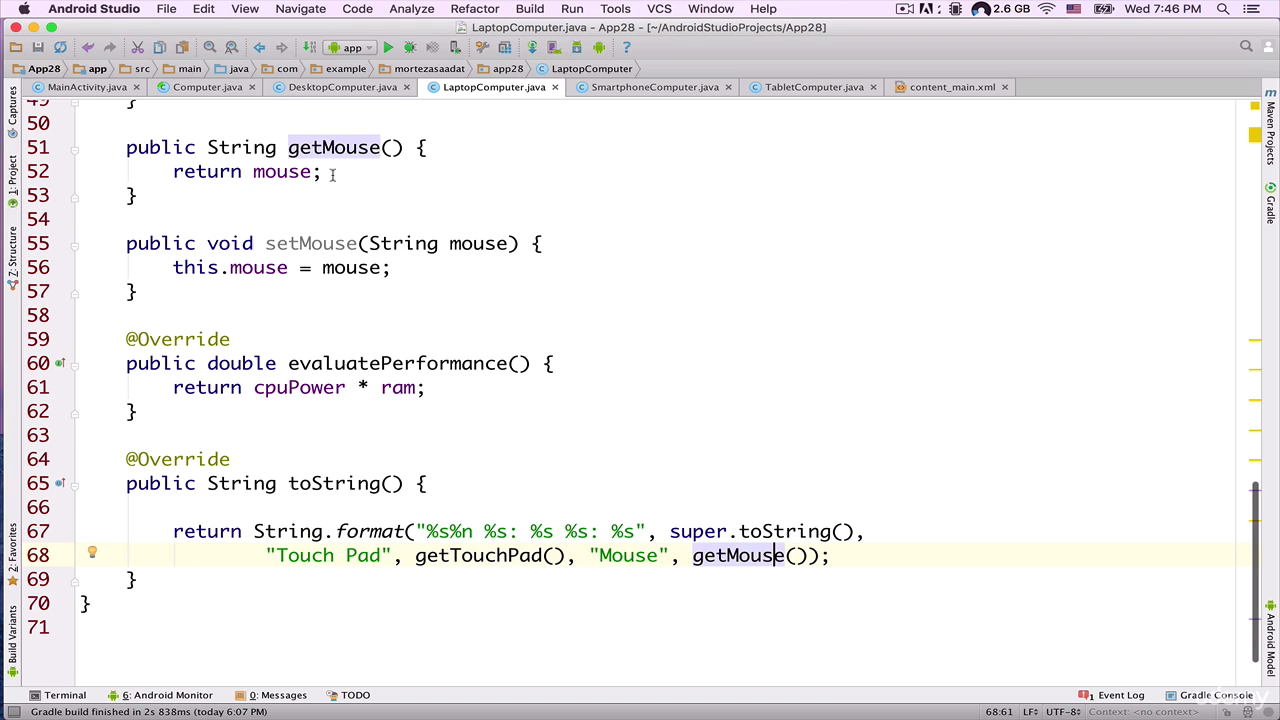 Android Studio File Edit View Navigate Code Analyze Refactor Build Run Tools VCS Window Help 2.6 GB Wed 7:46 PM
LaptopComputer.java - App28 - [~/AndroidStudioProjects/App28]
app
App28 app src main java com example mortezasaadat app28 LaptopComputer
MainActivity.java Computer.java DesktopComputer.java LaptopComputer.java SmartphoneComputer.java TabletComputer.java content_main.xml
Captures
1: Project
7: Structure
2: Favorites
Build Variants
Maven Projects
Gradle
Android Model
49 }
50
51 public String getMouse() {
52 return mouse;
53 }
54
55 public void setMouse(String mouse) {
56 this.mouse = mouse;
57 }
58
59 @Override
60 public double evaluatePerformance() {
61 return cpuPower * ram;
62 }
63
64 @Override
65 public String toString() {
66
67 return String.format("%s%n %s: %s %s: %s", super.toString(),
68 "Touch Pad", getTouchPad(), "Mouse", getMouse());
69 }
70 }
71
Terminal 6: Android Monitor 0: Messages TODO 1 Event Log Gradle Console
Gradle build finished in 2s 838ms (today 6:07 PM) 68:61 LF UTF-8 Context: <no context>